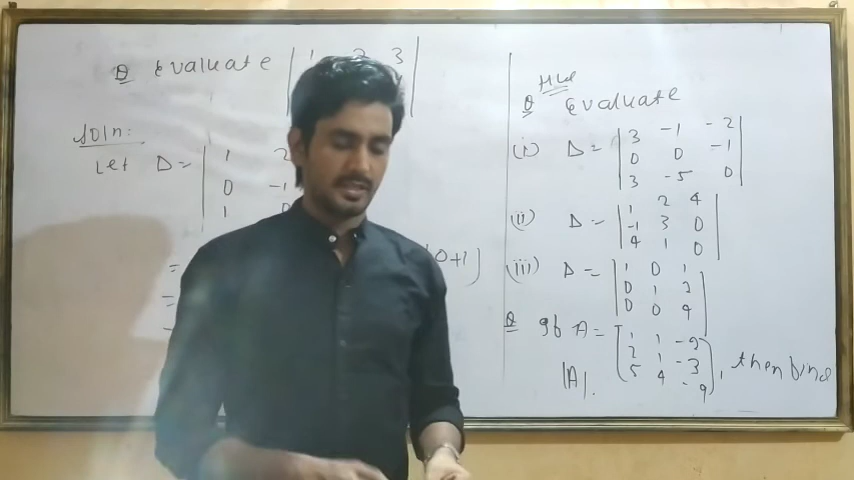 Q Evaluate | 1 2 3 |
Soln:
Let Δ = | 1 2
0 -1
1 0
=
0+1)
=
HW
Q Evaluate
(i) Δ = | 3 -1 -2 |
| 0 0 -1 |
| 3 -5 0 |
(ii) Δ = | 1 2 4 |
| -1 3 0 |
| 4 1 0 |
(iii) Δ = | 1 0 1 |
| 0 1 2 |
| 0 0 4 |
Q If A = [ 1 1 -2 ]
[ 2 1 -3 ]
[ 5 4 -9 ], then find
|A|.